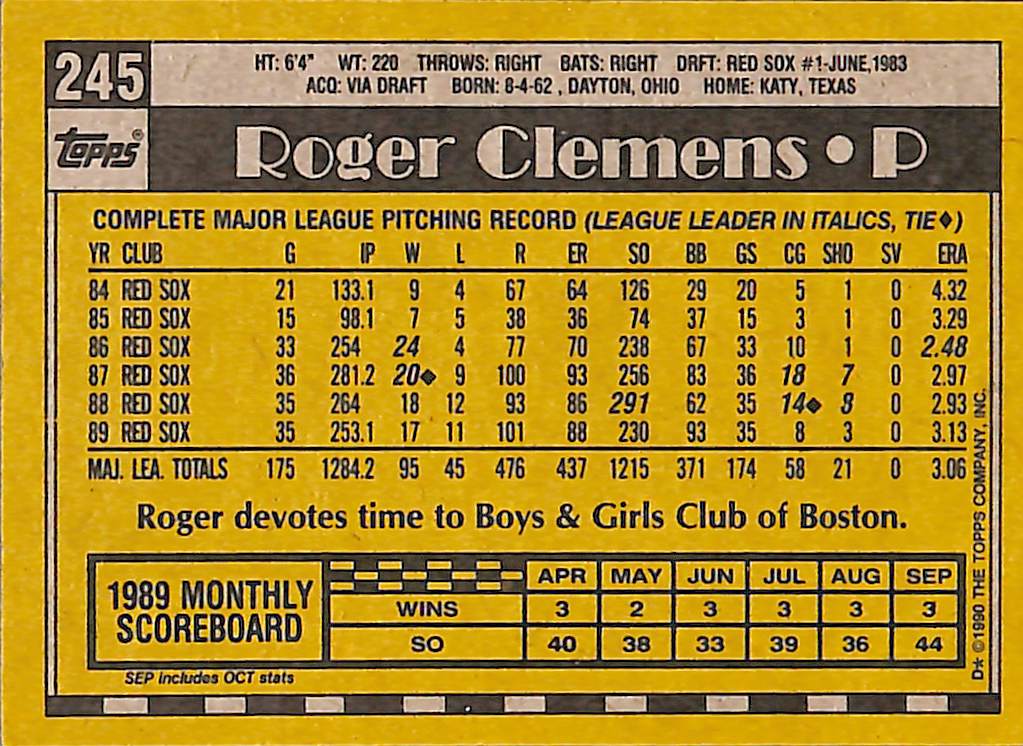 245
HT: 6'4" WT: 220 THROWS: RIGHT BATS: RIGHT DRFT: RED SOX #1-JUNE,1983
ACQ: VIA DRAFT BORN: 8-4-62 , DAYTON, OHIO HOME: KATY, TEXAS
topps®
Roger Clemens • P
COMPLETE MAJOR LEAGUE PITCHING RECORD (LEAGUE LEADER IN ITALICS, TIE♦)
YR CLUB G IP W L R ER SO BB GS CG SHO SV ERA
84 RED SOX 21 133.1 9 4 67 64 126 29 20 5 1 0 4.32
85 RED SOX 15 98.1 7 5 38 36 74 37 15 3 1 0 3.29
86 RED SOX 33 254 24 4 77 70 238 67 33 10 1 0 2.48
87 RED SOX 36 281.2 20♦ 9 100 93 256 83 36 18 7 0 2.97
88 RED SOX 35 264 18 12 93 86 291 62 35 14♦ 8 0 2.93
89 RED SOX 35 253.1 17 11 101 88 230 93 35 8 3 0 3.13
MAJ. LEA. TOTALS 175 1284.2 95 45 476 437 1215 371 174 58 21 0 3.06
Roger devotes time to Boys & Girls Club of Boston.
1989 MONTHLY
SCOREBOARD
APR MAY JUN JUL AUG SEP
WINS 3 2 3 3 3 3
SO 40 38 33 39 36 44
SEP includes OCT stats
D* ©1990 THE TOPPS COMPANY, INC.